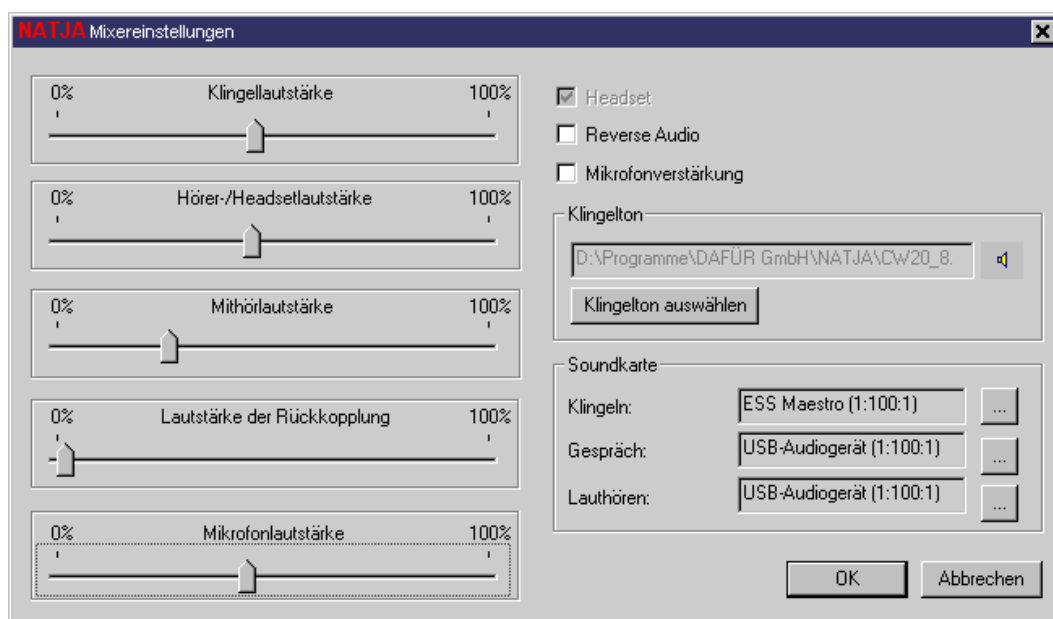 NATJA Mixereinstellungen
0% Klingellautstärke 100%
0% Hörer-/Headsetlautstärke 100%
0% Mithörlautstärke 100%
0% Lautstärke der Rückkopplung 100%
0% Mikrofonlautstärke 100%
Headset
Reverse Audio
Mikrofonverstärkung
Klingelton
D:\Programme\DAFÜR GmbH\NATJA\CW20_8.
Klingelton auswählen
Soundkarte
Klingeln: ESS Maestro (1:100:1) ...
Gespräch: USB-Audiogerät (1:100:1) ...
Lauthören: USB-Audiogerät (1:100:1) ...
OK Abbrechen